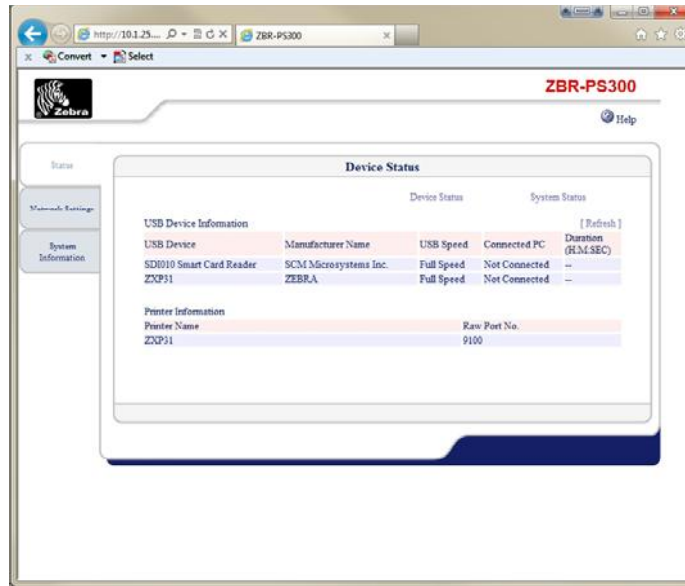 http://10.1.25....
ZBR-PS300
x Convert Select
Zebra
ZBR-PS300
Help
Status
Network Settings
System
Information
Device Status
Device Status System Status
USB Device Information [ Refresh ]
USB Device Manufacturer Name USB Speed Connected PC Duration
(H:M:SEC)
SDI010 Smart Card Reader SCM Microsystems Inc. Full Speed Not Connected --
ZXP31 ZEBRA Full Speed Not Connected --
Printer Information
Printer Name Raw Port No.
ZXP31 9100